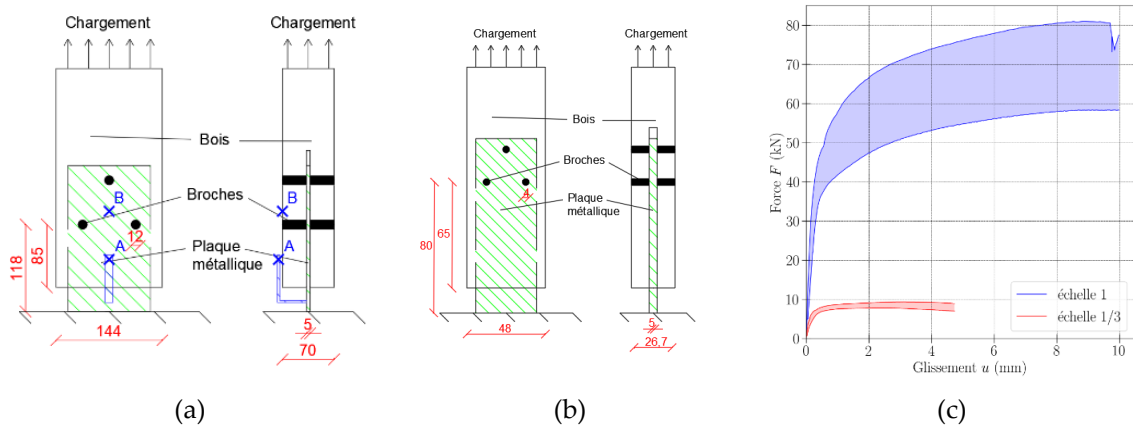 Chargement
Bois
B
Broches
A
12
Plaque
métallique
118
85
144
5
70
(a)
Chargement
Bois
Broches
4
Plaque
métallique
80
65
48
5
26,7
(b)
80
70
60
50
40
30
20
10
0
Force F (kN)
0 2 4 6 8 10
Glissement u (mm)
échelle 1
échelle 1/3
(c)
B
A